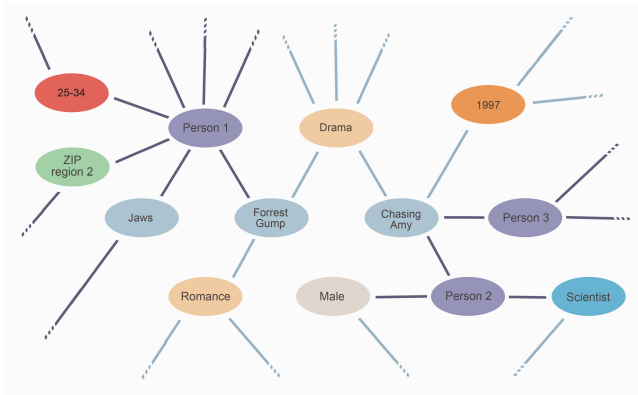 25-34
1997
Person 1
Drama
ZIP
region 2
Jaws
Forrest
Gump
Chasing
Amy
Person 3
Romance
Male
Person 2
Scientist